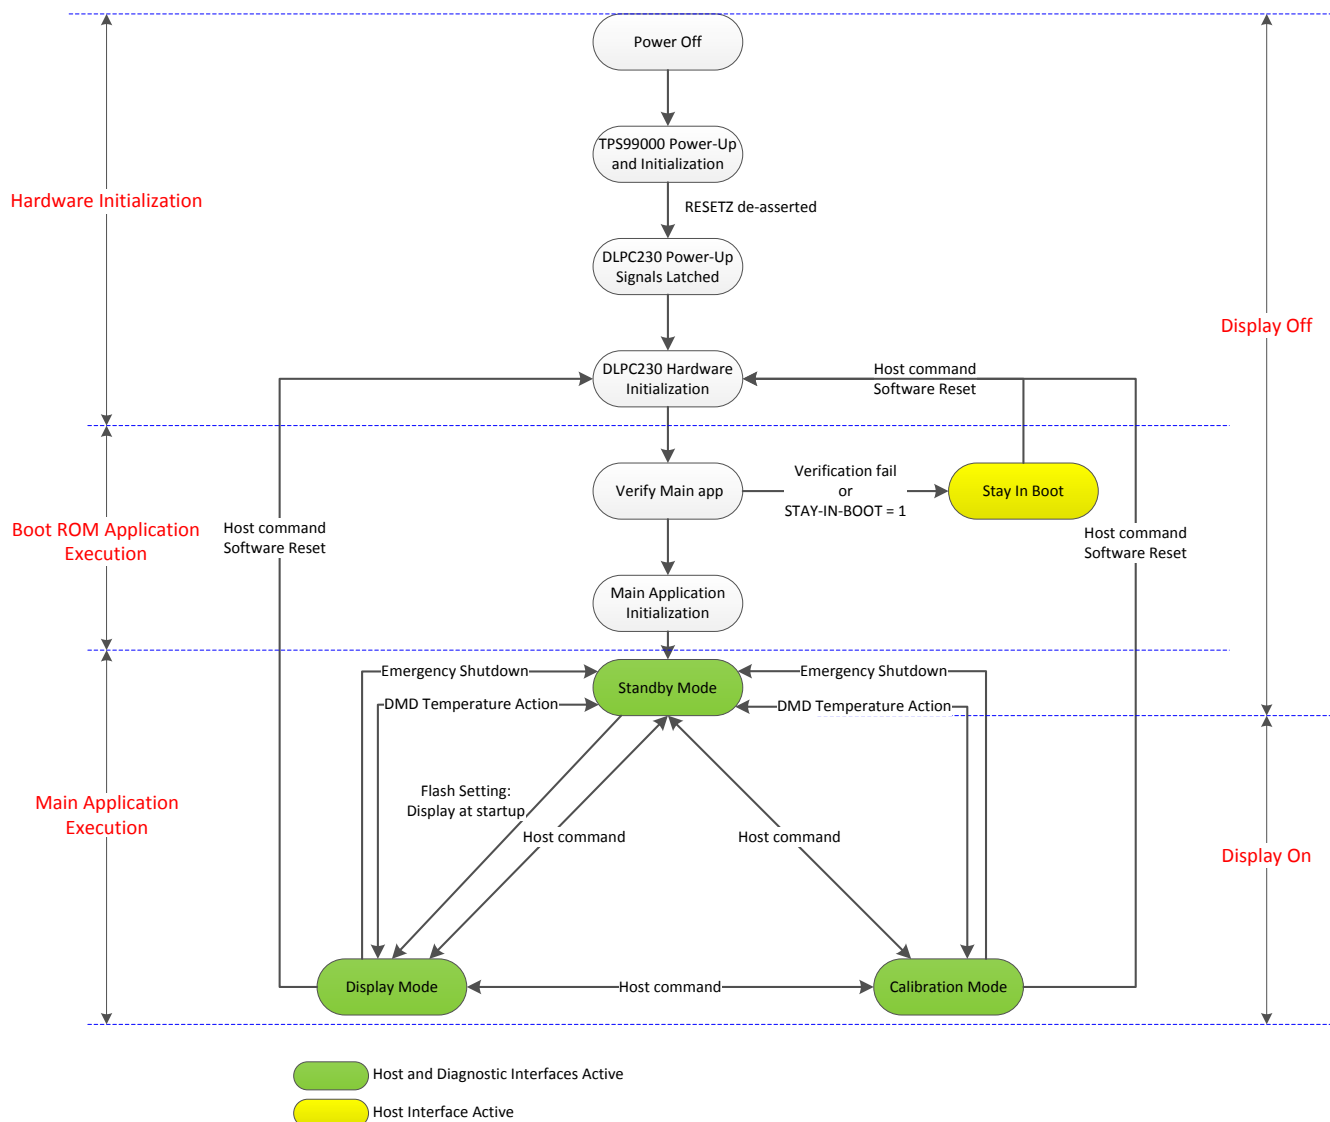 Power Off
TPS99000 Power-Up
and Initialization
Hardware Initialization
RESETZ de-asserted
DLPC230 Power-Up
Signals Latched
Display Off
DLPC230 Hardware
Initialization
Host command
Software Reset
Verify Main app
Verification fail
or
STAY-IN-BOOT = 1
Stay In Boot
Boot ROM Application
Execution
Host command
Software Reset
Host command
Software Reset
Main Application
Initialization
Emergency Shutdown
Standby Mode
Emergency Shutdown
DMD Temperature Action
DMD Temperature Action
Main Application
Execution
Flash Setting:
Display at startup
Host command
Host command
Display On
Display Mode
Host command
Calibration Mode
Host and Diagnostic Interfaces Active
Host Interface Active